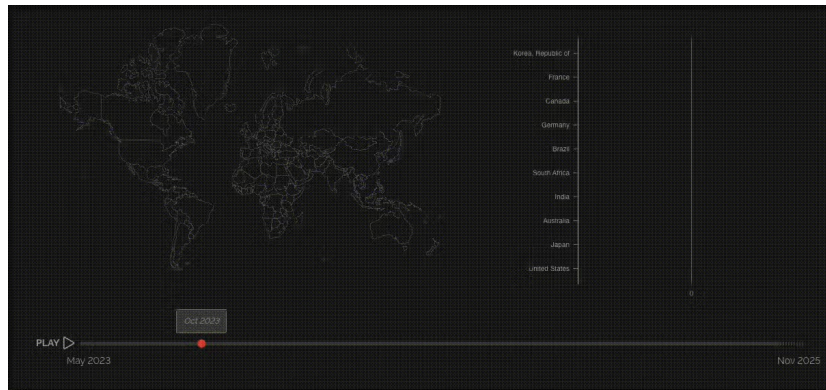 Korea, Republic of
France
Canada
Germany
Brazil
South Africa
India
Australia
Japan
United States
0
Oct 2023
PLAY
May 2023
Nov 2025